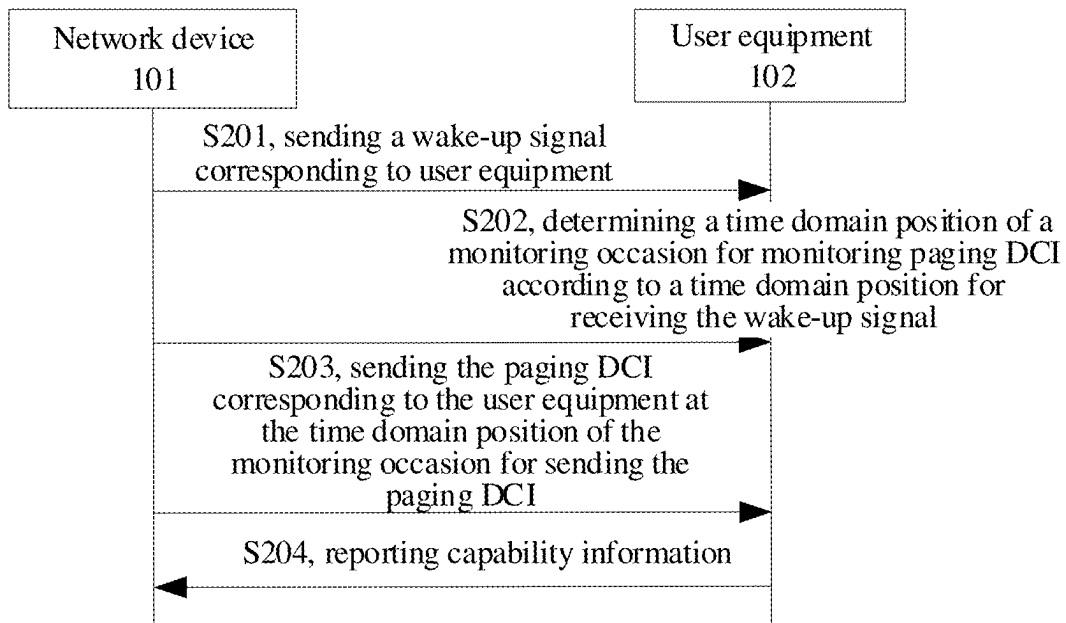 Network device
101
User equipment
102
S201, sending a wake-up signal
corresponding to user equipment
S202, determining a time domain position of a
monitoring occasion for monitoring paging DCI
according to a time domain position for
receiving the wake-up signal
S203, sending the paging DCI
corresponding to the user equipment at
the time domain position of the
monitoring occasion for sending the
paging DCI
S204, reporting capability information